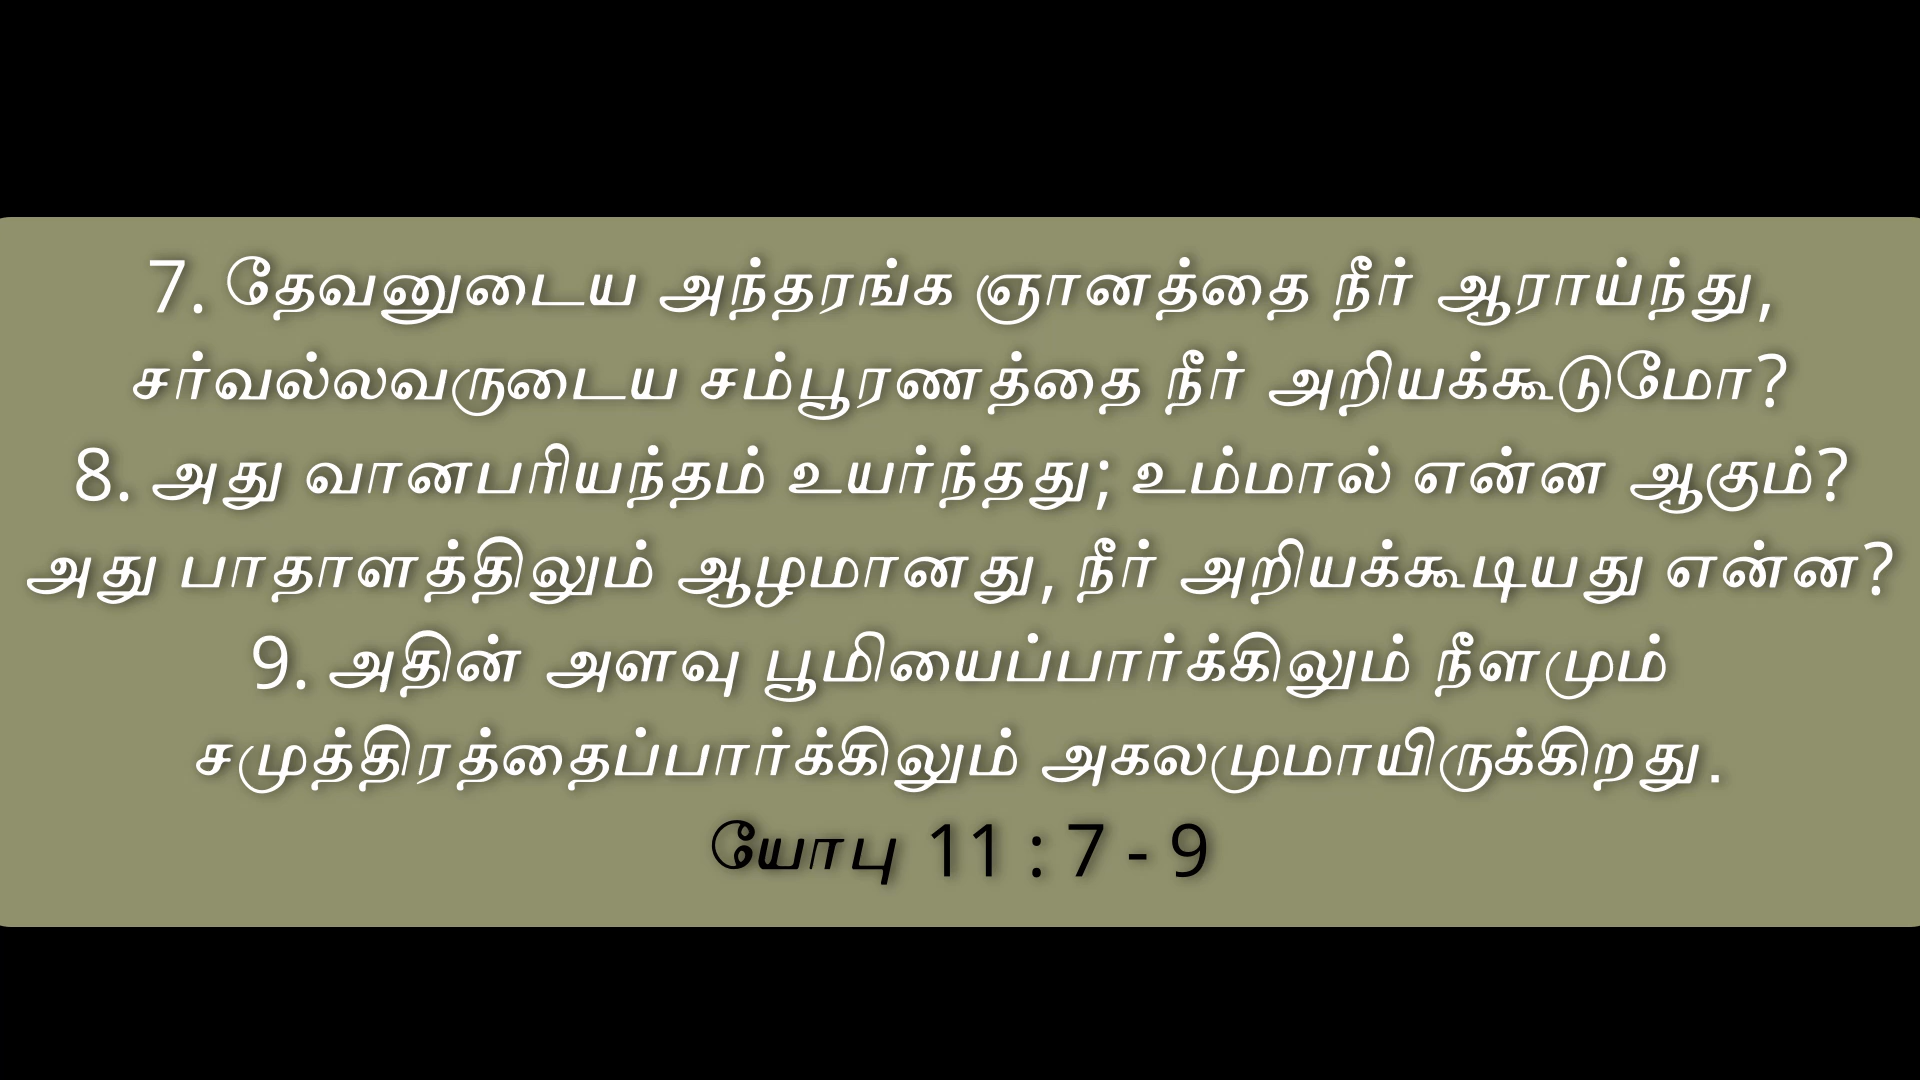 7. தேவனுடைய அந்தரங்க ஞானத்தை நீர் ஆராய்ந்து,
சர்வல்லவருடைய சம்பூரணத்தை நீர் அறியக்கூடுமோ?
8. அது வானபரியந்தம் உயர்ந்தது; உம்மால் என்ன ஆகும்?
அது பாதாளத்திலும் ஆழமானது, நீர் அறியக்கூடியது என்ன?
9. அதின் அளவு பூமியைப்பார்க்கிலும் நீளமும்
சமுத்திரத்தைப்பார்க்கிலும் அகலமுமாயிருக்கிறது.
யோபு 11 : 7 - 9